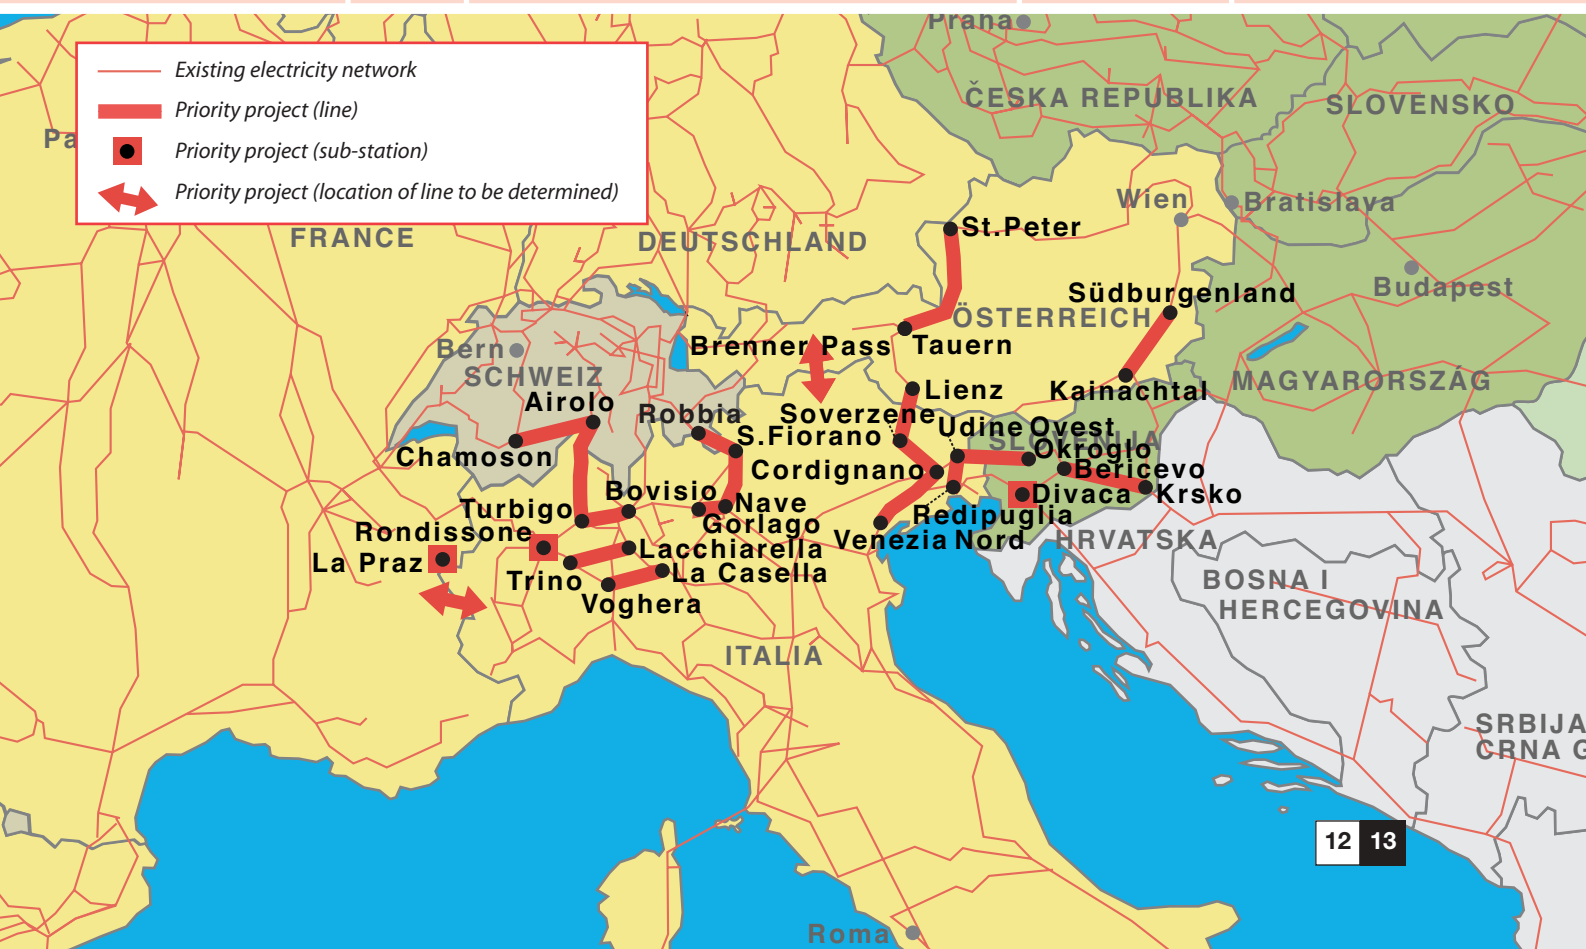 Praha
Existing electricity network
Priority project (line)
Priority project (sub-station)
Priority project (location of line to be determined)
Pa
ČESKA REPUBLIKA
SLOVENSKO
Wien
Bratislava
FRANCE
DEUTSCHLAND
St.Peter
Budapest
Südburgenland
ÖSTERREICH
Bern
Brenner Pass
Tauern
SCHWEIZ
Lienz
Kainachtal
MAGYARORSZÁG
Airolo
Robbia
Soverzene
Udine Ovest
S.Fiorano
SLOVENIJA
Okroglo
Chamoson
Cordignano
Bericevo
Bovisio
Nave
Divaca
Krsko
Turbigo
Gorlago
Redipuglia
Rondissone
Venezia Nord
HRVATSKA
La Praz
Lacchiarella
Trino
La Casella
BOSNA I
HERCEGOVINA
Voghera
ITALIA
SRBIJA
CRNA G
12 13
Roma